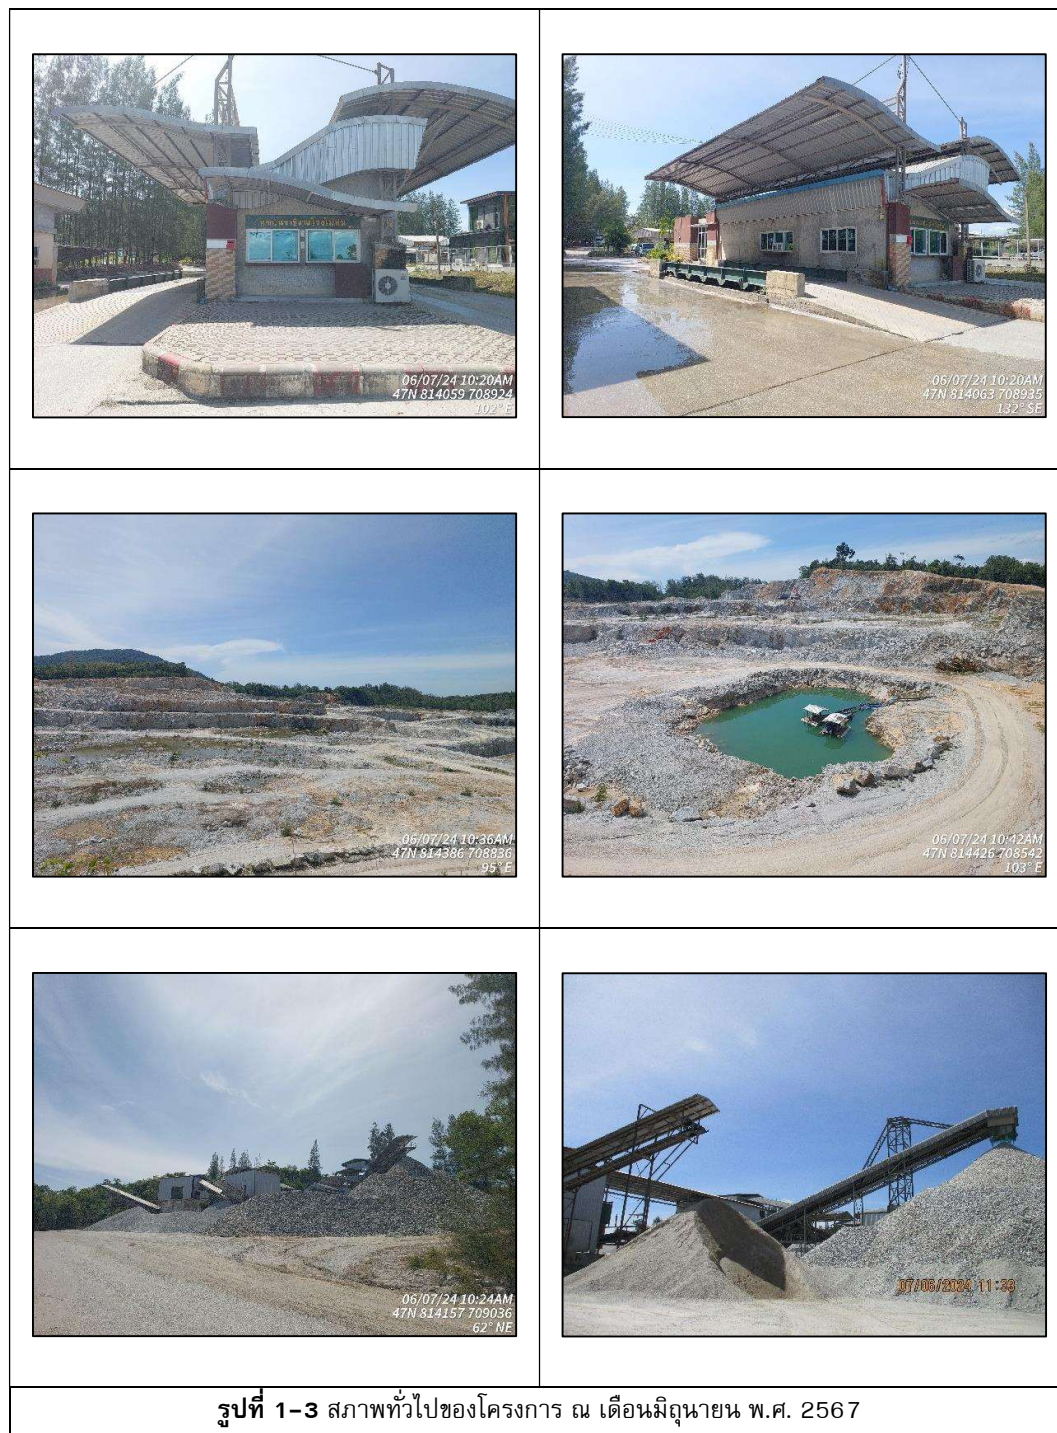 06/07/24 10:20AM
47N 814059 708924
102° E
06/07/24 10:20AM
47N 814063 708935
132° SE
06/07/24 10:36AM
47N 814386 708836
95° E
06/07/24 10:42AM
47N 814426 708542
103° E
06/07/24 10:24AM
47N 814157 709036
62° NE
07/06/2024 11:33
รูปที่ 1-3 สภาพทั่วไปของโครงการ ณ เดือนมิถุนายน พ.ศ. 2567